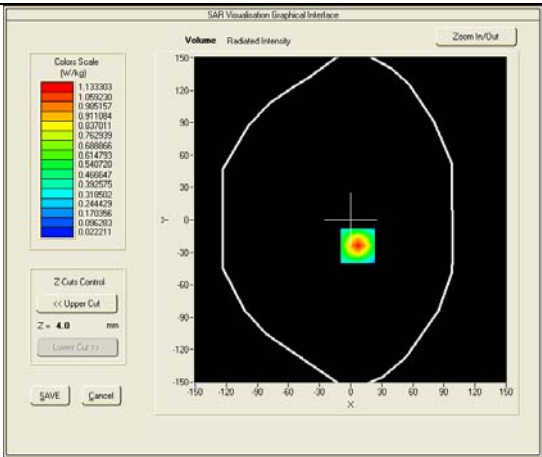 SAR Visualisation Graphical Interface
Volume Radiated Intensity
Zoom In/Out
Colors Scale
(W/kg)
1.133303
1.059230
0.985157
0.911084
0.837011
0.762939
0.688866
0.614793
0.540720
0.466647
0.392575
0.318502
0.244429
0.170356
0.096283
0.022211
Z Cuts Control
<< Upper Cut
Z = 4.0 mm
Lower Cut >>
SAVE
Cancel
150
120
90
60
30
0
-30
-60
-90
-120
-150
Y
-150 -120 -90 -60 -30 0 30 60 90 120 150
X